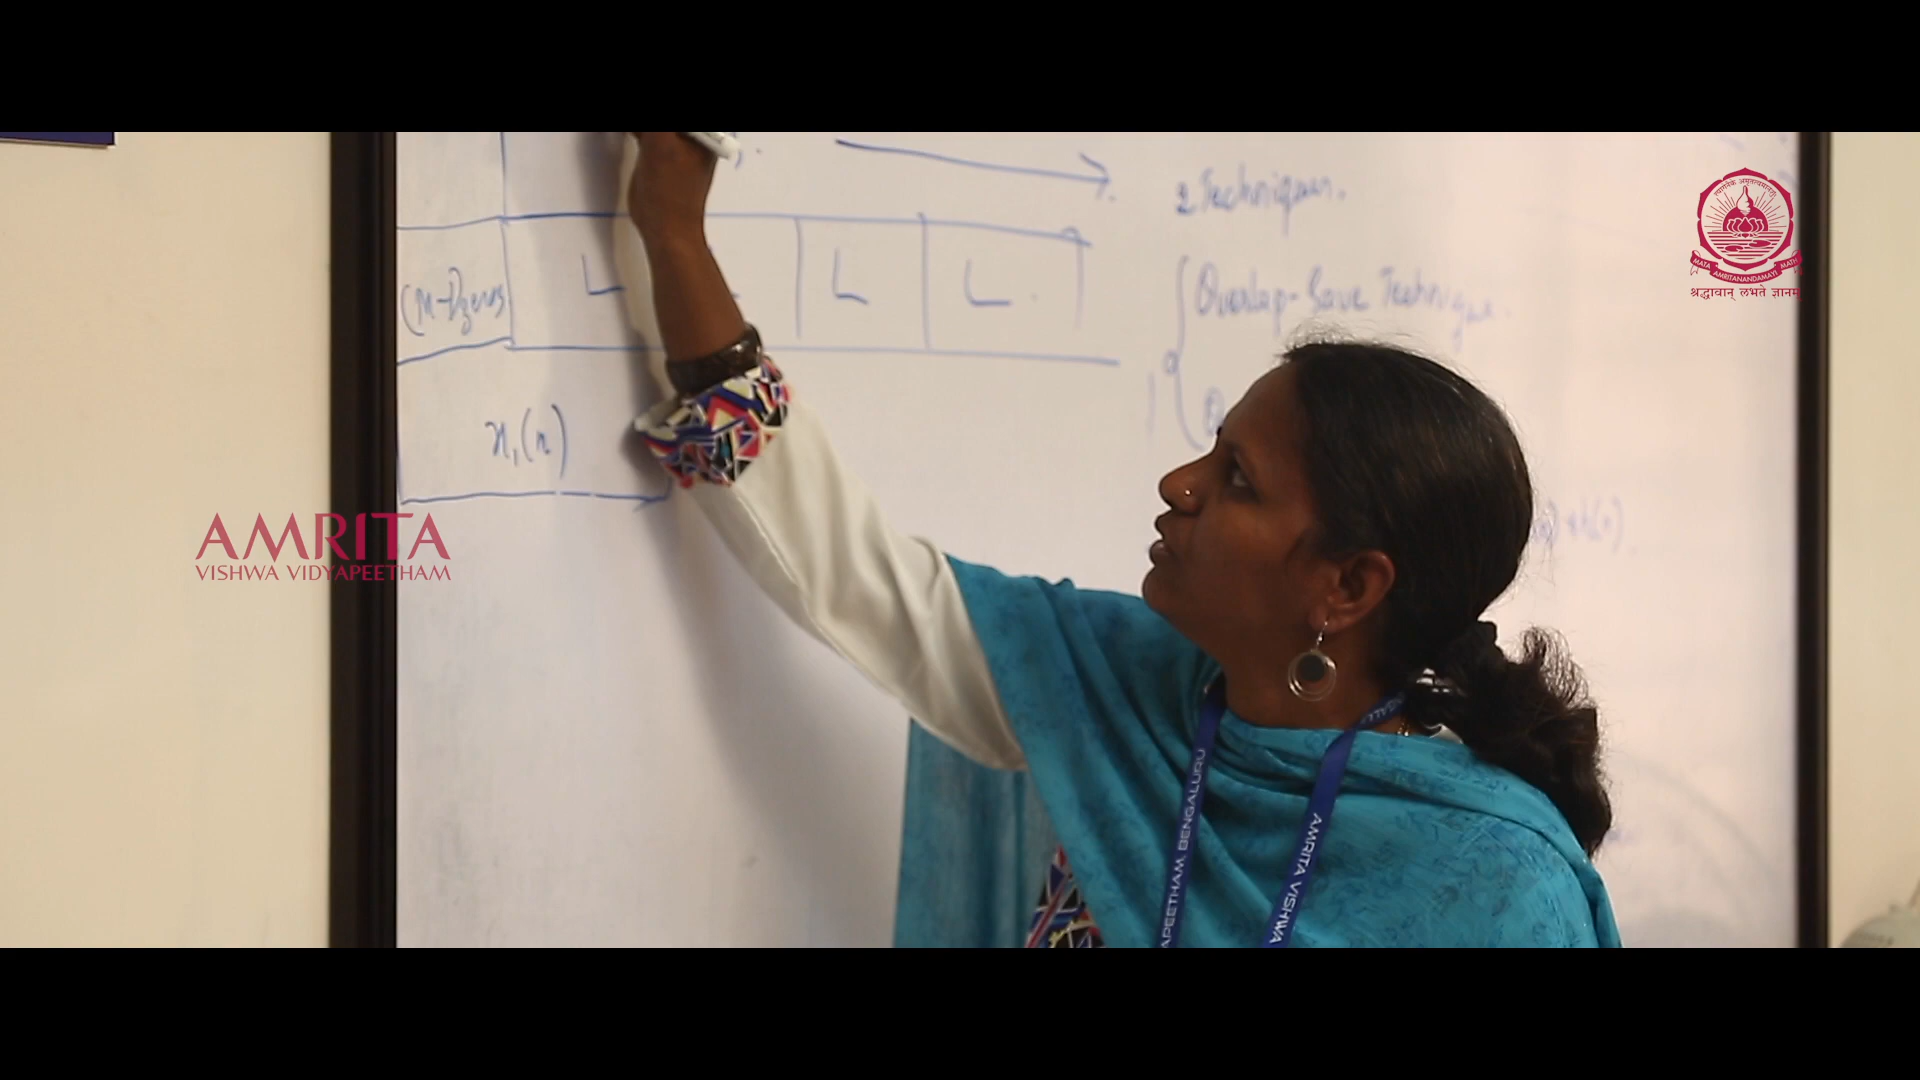 2 Techniques.
(M-1)zeros
L
L
L
Overlap-Save Technique.
x₁(n)
AMRITA
VISHWA VIDYAPEETHAM
MATA AMRITANANDAMAYI MATH
श्रद्धावान् लभते ज्ञानम्
APEETHAM, BENGALURU
AMRITA VISHWA